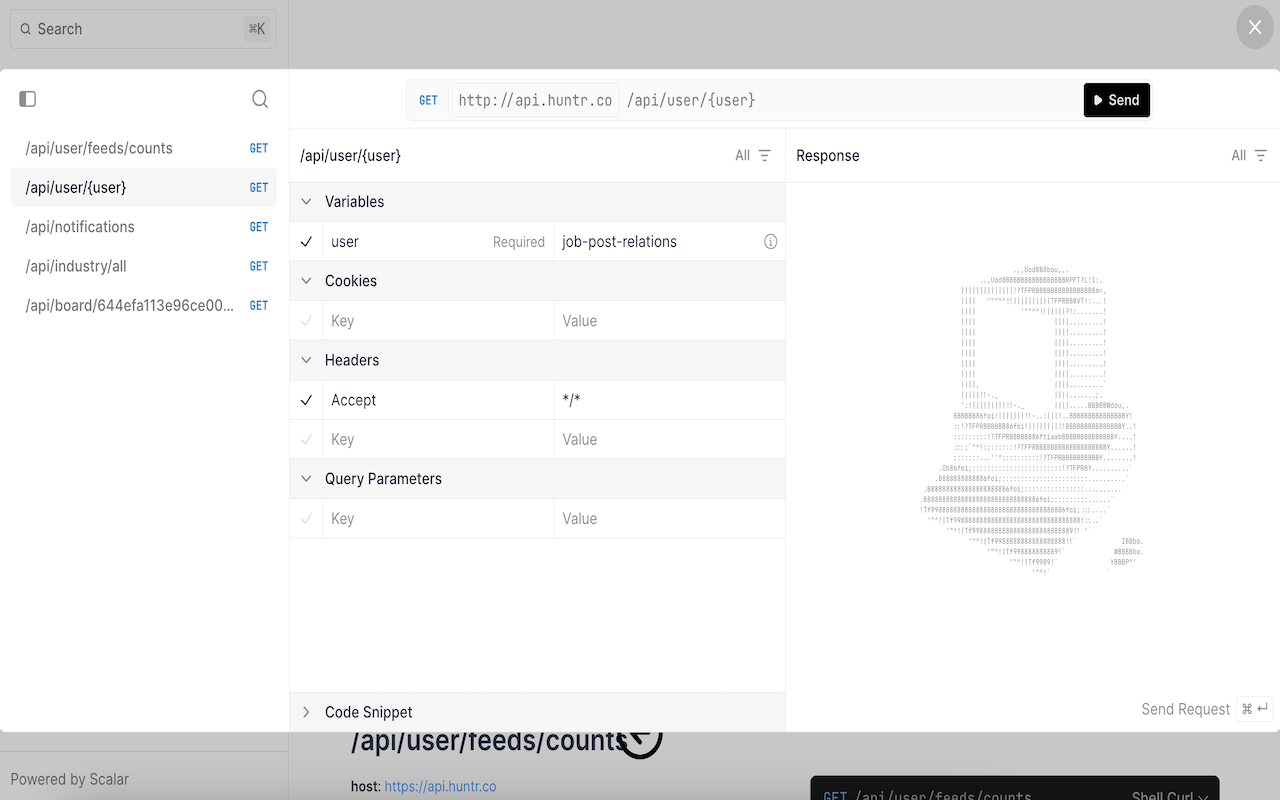 Search ⌘K
GET http://api.huntr.co /api/user/{user} Send
/api/user/feeds/counts GET
/api/user/{user} GET
/api/notifications GET
/api/industry/all GET
/api/board/644efa113e96ce00... GET
/api/user/{user} All
Variables
user Required job-post-relations
Cookies
Key Value
Headers
Accept */*
Key Value
Query Parameters
Key Value
Code Snippet
Response All
Send Request ⌘ ↵
/api/user/feeds/counts
host: https://api.huntr.co
GET /api/user/feeds/counts Shell Curl
Powered by Scalar